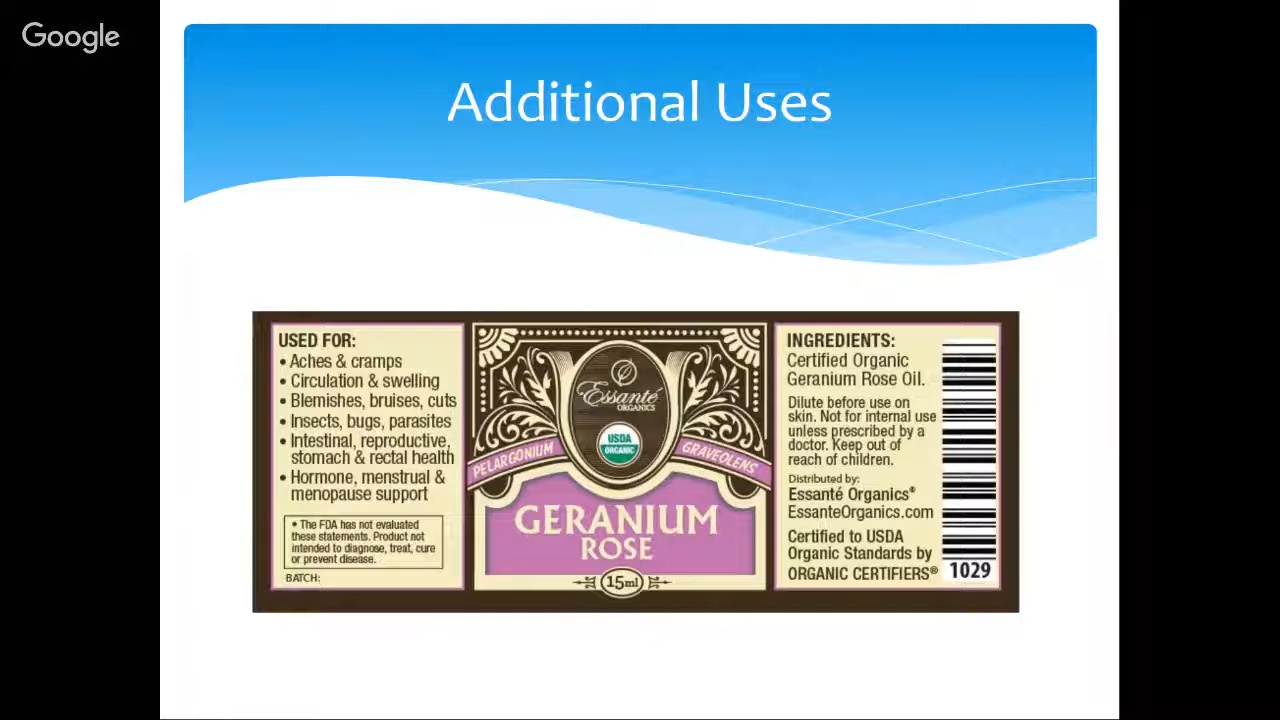 Google
Additional Uses
USED FOR:
• Aches & cramps
• Circulation & swelling
• Blemishes, bruises, cuts
• Insects, bugs, parasites
• Intestinal, reproductive,
stomach & rectal health
• Hormone, menstrual &
menopause support
• The FDA has not evaluated
these statements. Product not
intended to diagnose, treat, cure
or prevent disease.
BATCH:
Essanté
ORGANICS
USDA
ORGANIC
PELARGONIUM
GRAVEOLENS
GERANIUM
ROSE
15ml
INGREDIENTS:
Certified Organic
Geranium Rose Oil.
Dilute before use on
skin. Not for internal use
unless prescribed by a
doctor. Keep out of
reach of children.
Distributed by:
Essanté Organics®
EssanteOrganics.com
Certified to USDA
Organic Standards by
ORGANIC CERTIFIERS®
1029